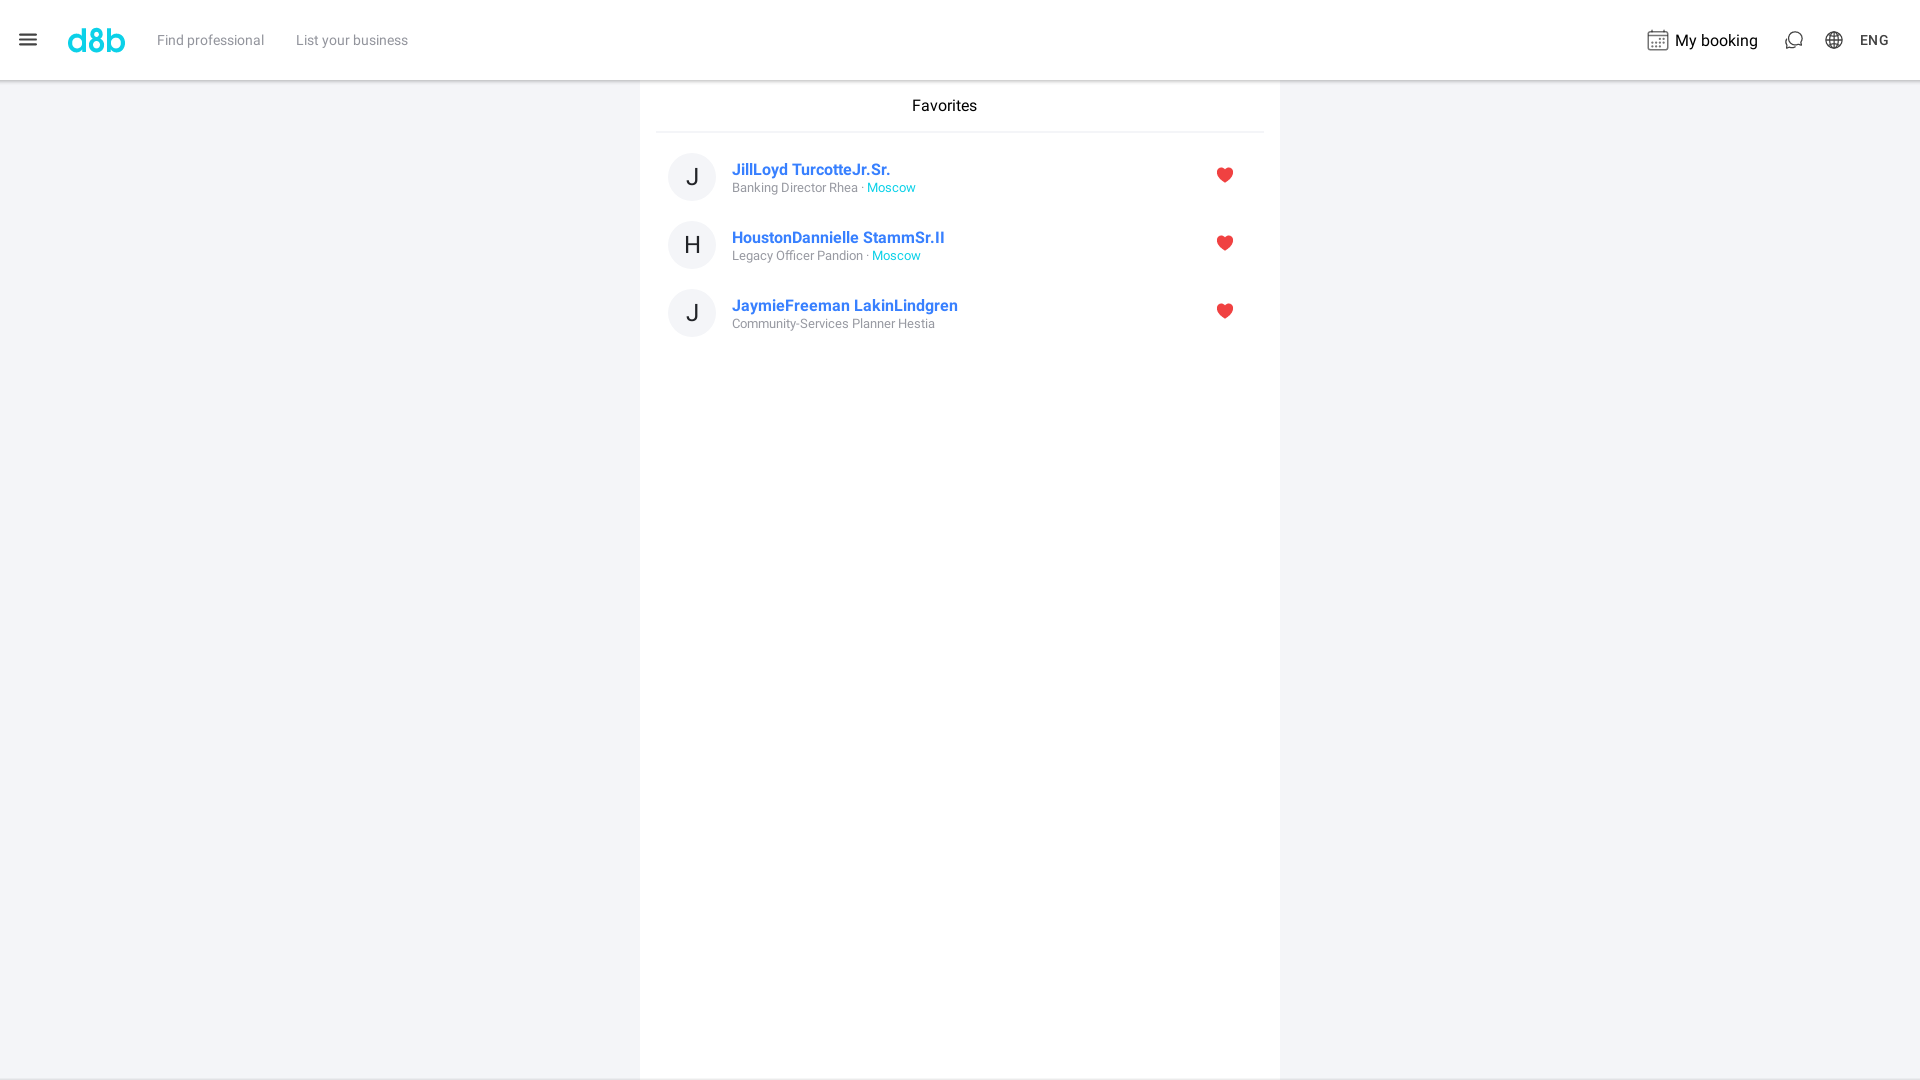 d8b Find professional List your business My booking ENG
Favorites
J JillLoyd TurcotteJr.Sr.
Banking Director Rhea · Moscow
H HoustonDannielle StammSr.II
Legacy Officer Pandion · Moscow
J JaymieFreeman LakinLindgren
Community-Services Planner Hestia